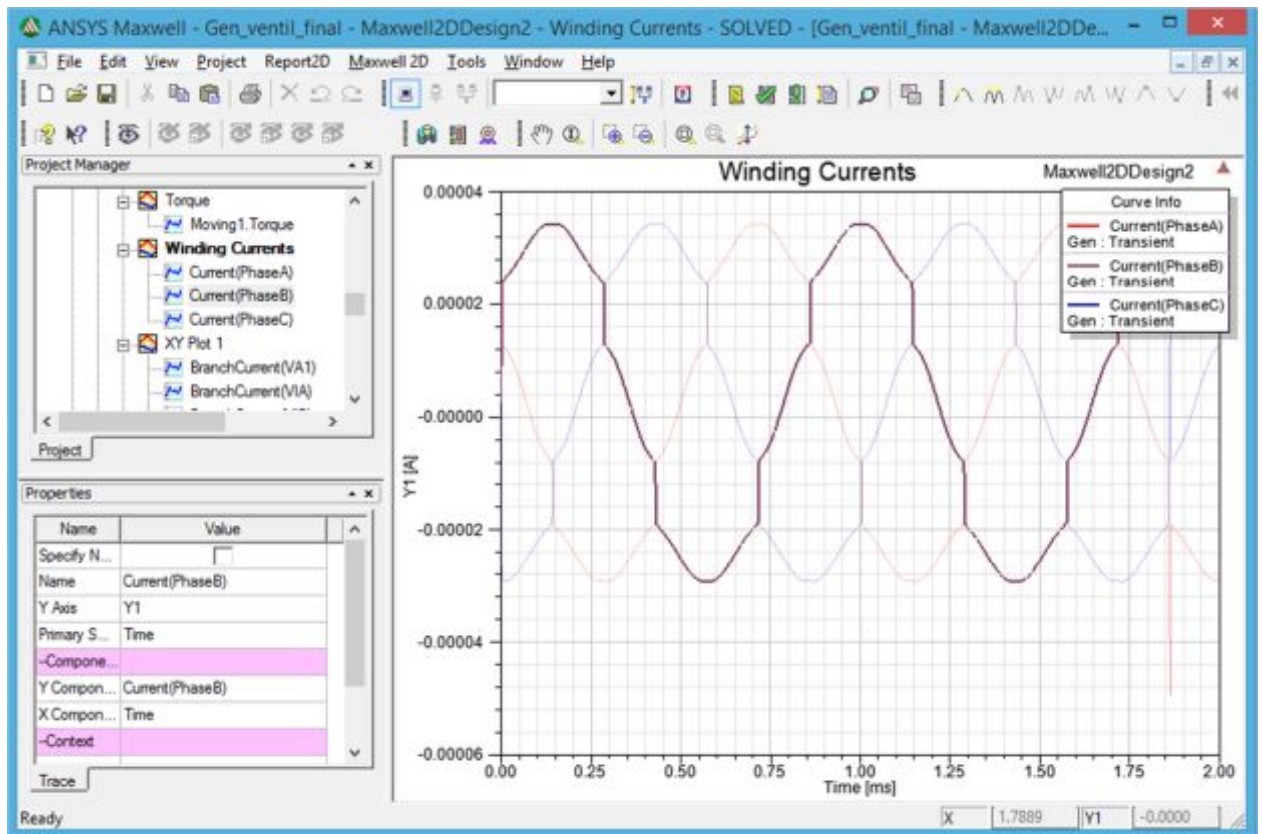 ANSYS Maxwell - Gen_ventil_final - Maxwell2DDesign2 - Winding Currents - SOLVED - [Gen_ventil_final - Maxwell2DDe...
File Edit View Project Report2D Maxwell 2D Tools Window Help
Project Manager
Torque
Moving1.Torque
Winding Currents
Current(PhaseA)
Current(PhaseB)
Current(PhaseC)
XY Plot 1
BranchCurrent(VA1)
BranchCurrent(VIA)
Project
Properties
Name Value
Specify N...
Name Current(PhaseB)
Y Axis Y1
Primary S... Time
-Compone...
Y Compon... Current(PhaseB)
X Compon... Time
-Context
Trace
Ready
Winding Currents
Maxwell2DDesign2
Curve Info
Current(PhaseA)
Gen : Transient
Current(PhaseB)
Gen : Transient
Current(PhaseC)
Gen : Transient
Y1 [A]
0.00004
0.00002
-0.00000
-0.00002
-0.00004
-0.00006
0.00 0.25 0.50 0.75 1.00 1.25 1.50 1.75 2.00
Time [ms]
X 1.7889 Y1 -0.0000